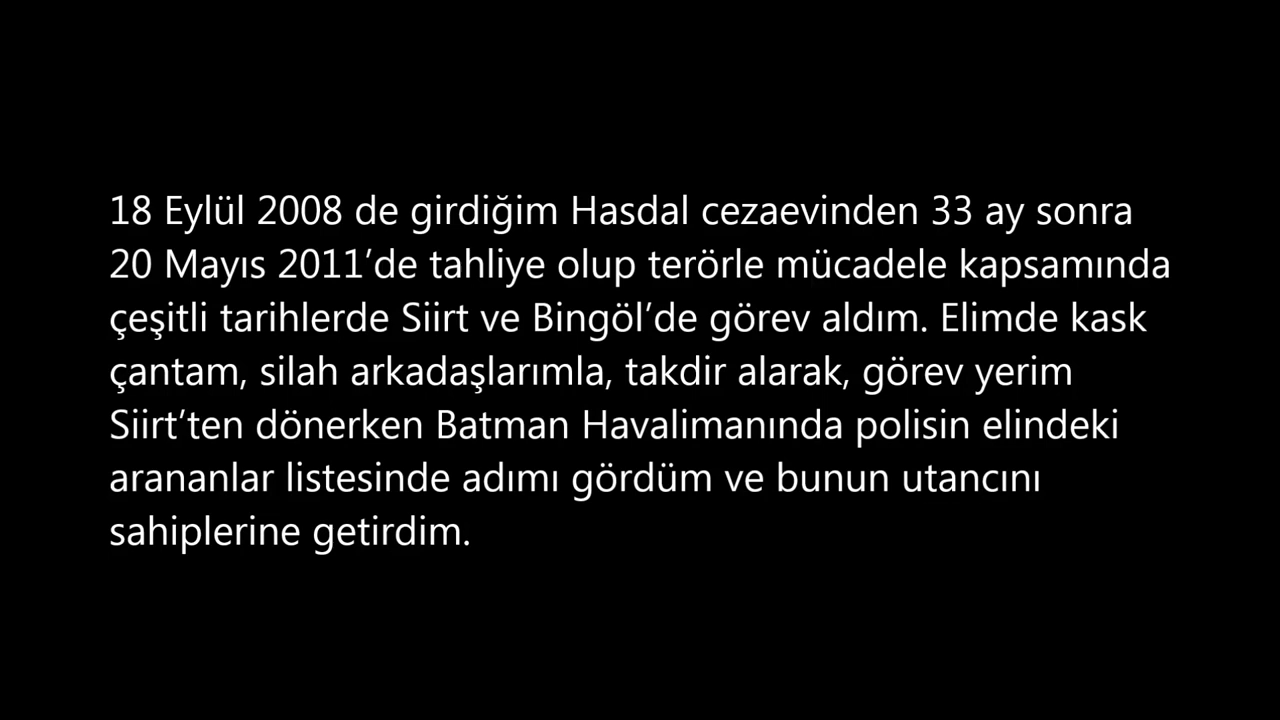 18 Eylül 2008 de girdiğim Hasdal cezaevinden 33 ay sonra
20 Mayıs 2011’de tahliye olup terörle mücadele kapsamında
çeşitli tarihlerde Siirt ve Bingöl’de görev aldım. Elimde kask
çantam, silah arkadaşlarımla, takdir alarak, görev yerim
Siirt’ten dönerken Batman Havalimanında polisin elindeki
arananlar listesinde adımı gördüm ve bunun utancını
sahiplerine getirdim.